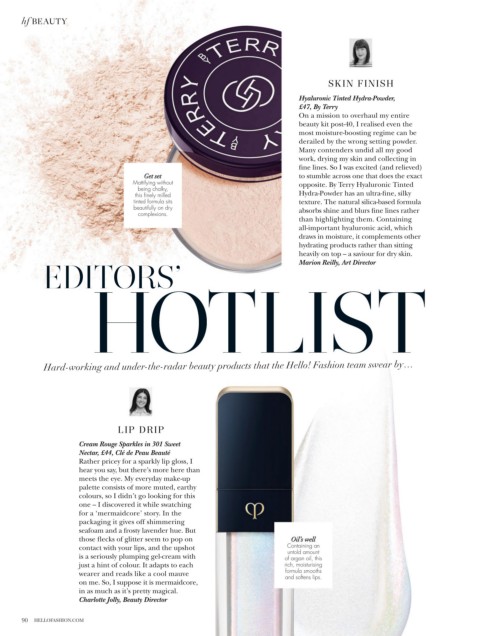 hf BEAUTY
BY TERRY
BY TERRY
SKIN FINISH
Hyaluronic Tinted Hydra-Powder,
£47, By Terry
On a mission to overhaul my entire
beauty kit post-40, I realised even the
most moisture-boosting regime can be
derailed by the wrong setting powder.
Many contenders undid all my good
work, drying my skin and collecting in
fine lines. So I was excited (and relieved)
to stumble across one that does the exact
opposite. By Terry Hyaluronic Tinted
Hydra-Powder has an ultra-fine, silky
texture. The natural silica-based formula
absorbs shine and blurs fine lines rather
than highlighting them. Containing
all-important hyaluronic acid, which
draws in moisture, it complements other
hydrating products rather than sitting
heavily on top – a saviour for dry skin.
Marion Reilly, Art Director
Get set
Mattifying without
being chalky,
this finely milled
tinted formula sits
beautifully on dry
complexions.
EDITORS'
HOTLIST
Hard-working and under-the-radar beauty products that the Hello! Fashion team swear by…
LIP DRIP
Cream Rouge Sparkles in 301 Sweet
Nectar, £44, Clé de Peau Beauté
Rather pricey for a sparkly lip gloss, I
hear you say, but there's more here than
meets the eye. My everyday make-up
palette consists of more muted, earthy
colours, so I didn't go looking for this
one – I discovered it while swatching
for a 'mermaidcore' story. In the
packaging it gives off shimmering
seafoam and a frosty lavender hue. But
those flecks of glitter seem to pop on
contact with your lips, and the upshot
is a seriously plumping gel-cream with
just a hint of colour. It adapts to each
wearer and reads like a cool mauve
on me. So, I suppose it is mermaidcore,
in as much as it's pretty magical.
Charlotte Jolly, Beauty Director
Oil's well
Containing an
untold amount
of argan oil, this
rich, moisturising
formula smooths
and softens lips.
90 HELLOFASHION.COM